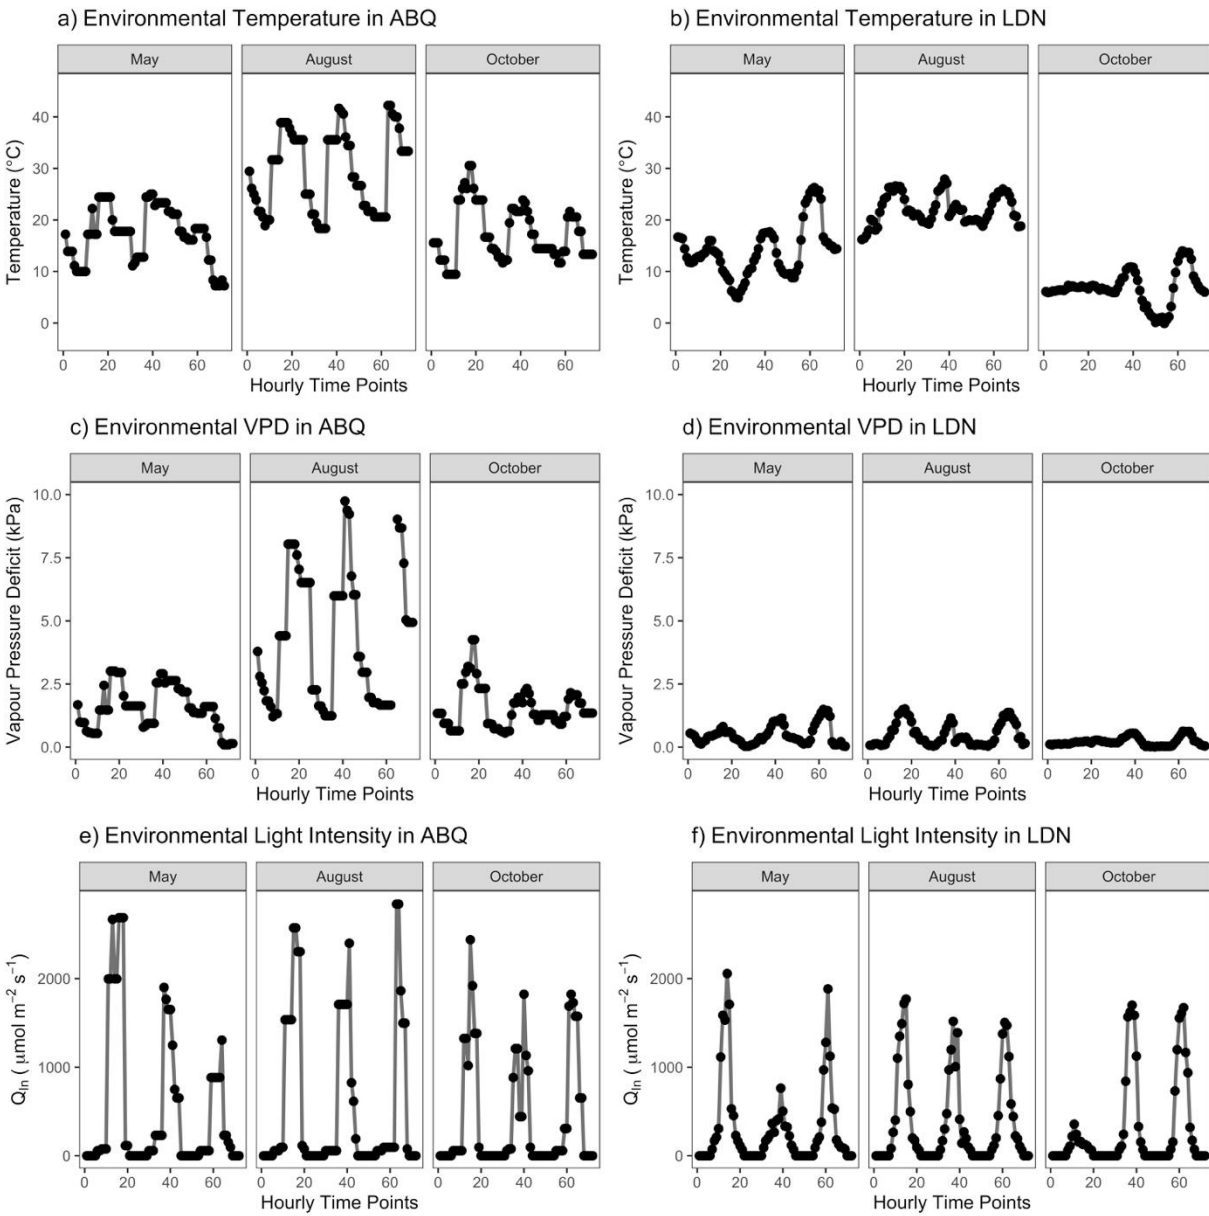 a) Environmental Temperature in ABQ
May August October
Temperature (°C)
40
30
20
10
0
0 20 40 60 0 20 40 60 0 20 40 60
Hourly Time Points
b) Environmental Temperature in LDN
May August October
Temperature (°C)
40
30
20
10
0
0 20 40 60 0 20 40 60 0 20 40 60
Hourly Time Points
c) Environmental VPD in ABQ
May August October
Vapour Pressure Deficit (kPa)
10.0
7.5
5.0
2.5
0.0
0 20 40 60 0 20 40 60 0 20 40 60
Hourly Time Points
d) Environmental VPD in LDN
May August October
Vapour Pressure Deficit (kPa)
10.0
7.5
5.0
2.5
0.0
0 20 40 60 0 20 40 60 0 20 40 60
Hourly Time Points
e) Environmental Light Intensity in ABQ
May August October
Q_In ( μmol m⁻² s⁻¹)
2000
1000
0
0 20 40 60 0 20 40 60 0 20 40 60
Hourly Time Points
f) Environmental Light Intensity in LDN
May August October
Q_In ( μmol m⁻² s⁻¹)
2000
1000
0
0 20 40 60 0 20 40 60 0 20 40 60
Hourly Time Points